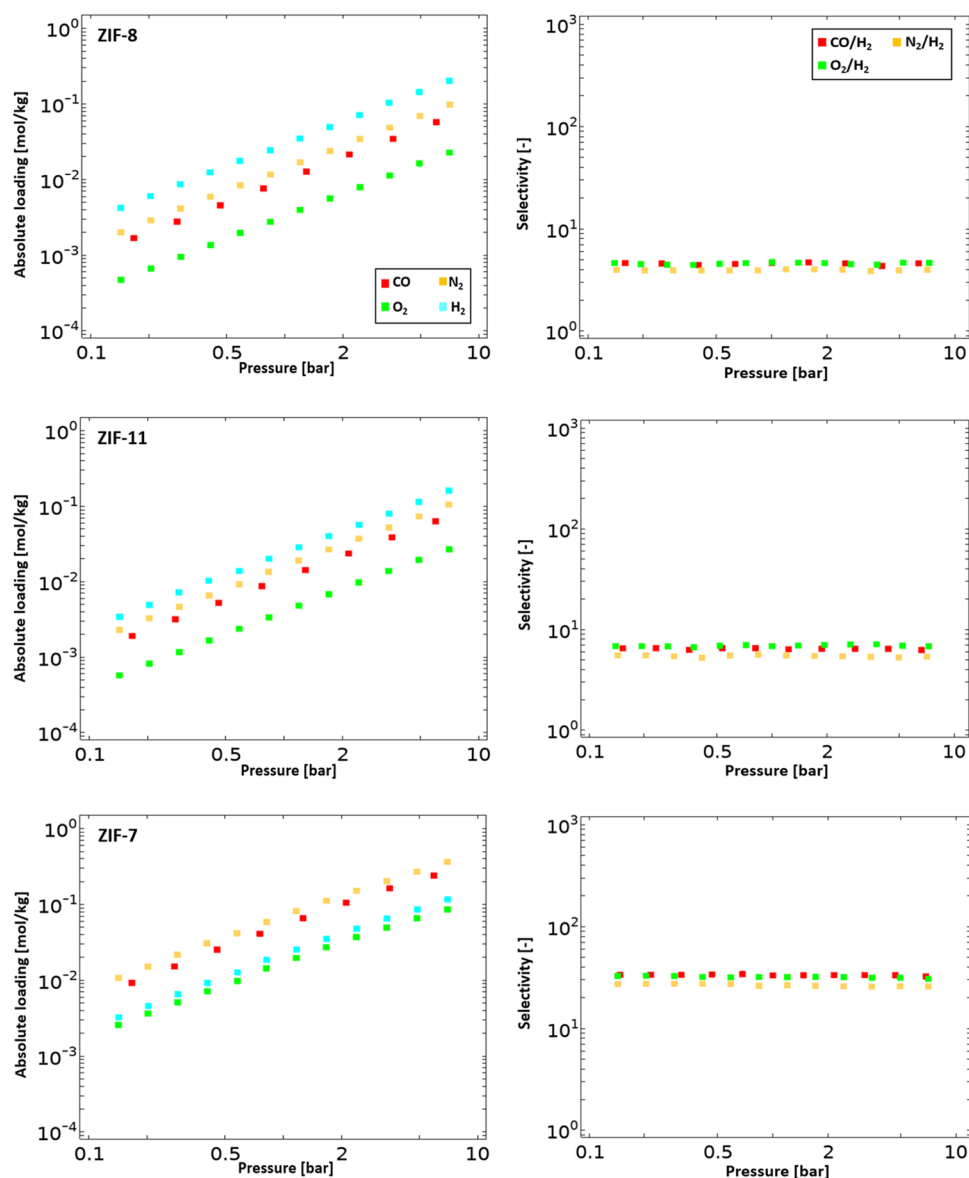 ZIF-8
Absolute loading [mol/kg]
10⁰
10⁻¹
10⁻²
10⁻³
10⁻⁴
CO N₂
O₂ H₂
0.1 0.5 2 10
Pressure [bar]
Selectivity [-]
10³
10²
10¹
10⁰
CO/H₂ N₂/H₂
O₂/H₂
0.1 0.5 2 10
Pressure [bar]
ZIF-11
Absolute loading [mol/kg]
10⁰
10⁻¹
10⁻²
10⁻³
10⁻⁴
0.1 0.5 2 10
Pressure [bar]
Selectivity [-]
10³
10²
10¹
10⁰
0.1 0.5 2 10
Pressure [bar]
ZIF-7
Absolute loading [mol/kg]
10⁰
10⁻¹
10⁻²
10⁻³
10⁻⁴
0.1 0.5 2 10
Pressure [bar]
Selectivity [-]
10³
10²
10¹
10⁰
0.1 0.5 2 10
Pressure [bar]